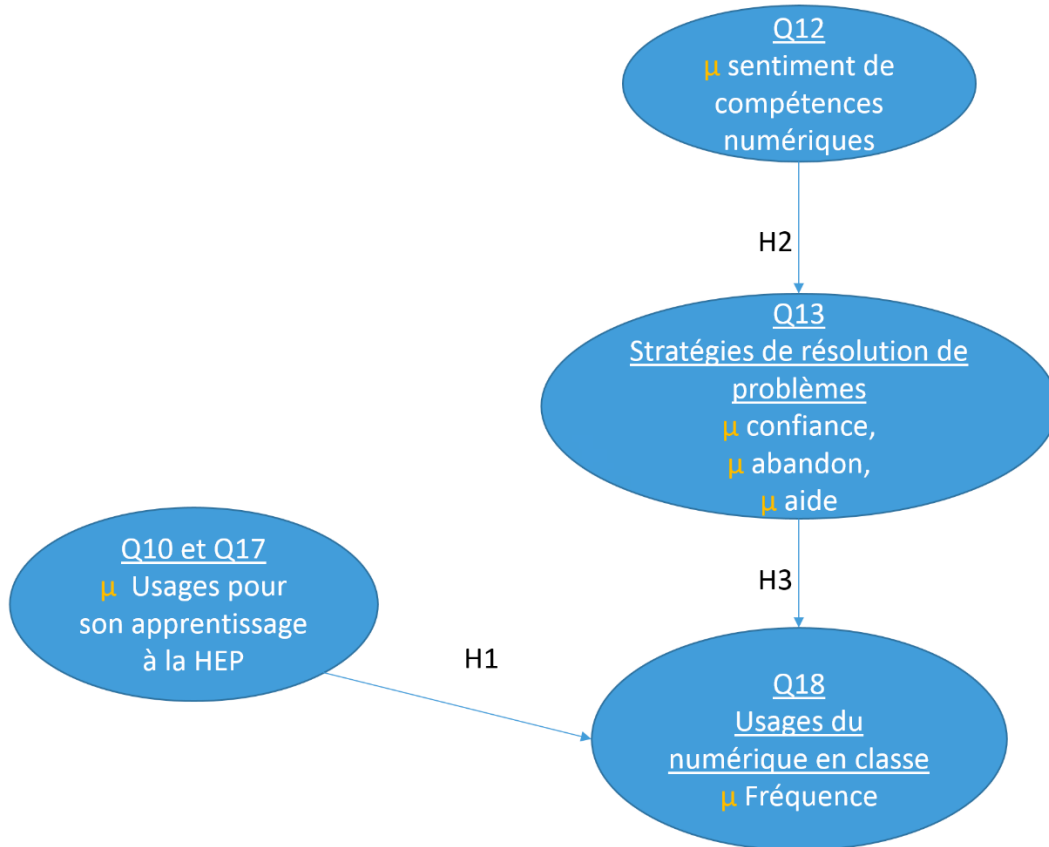 Q12
μ sentiment de
compétences
numériques
H2
Q13
Stratégies de résolution de
problèmes
μ confiance,
μ abandon,
μ aide
Q10 et Q17
μ Usages pour
son apprentissage
à la HEP
H1
H3
Q18
Usages du
numérique en classe
μ Fréquence